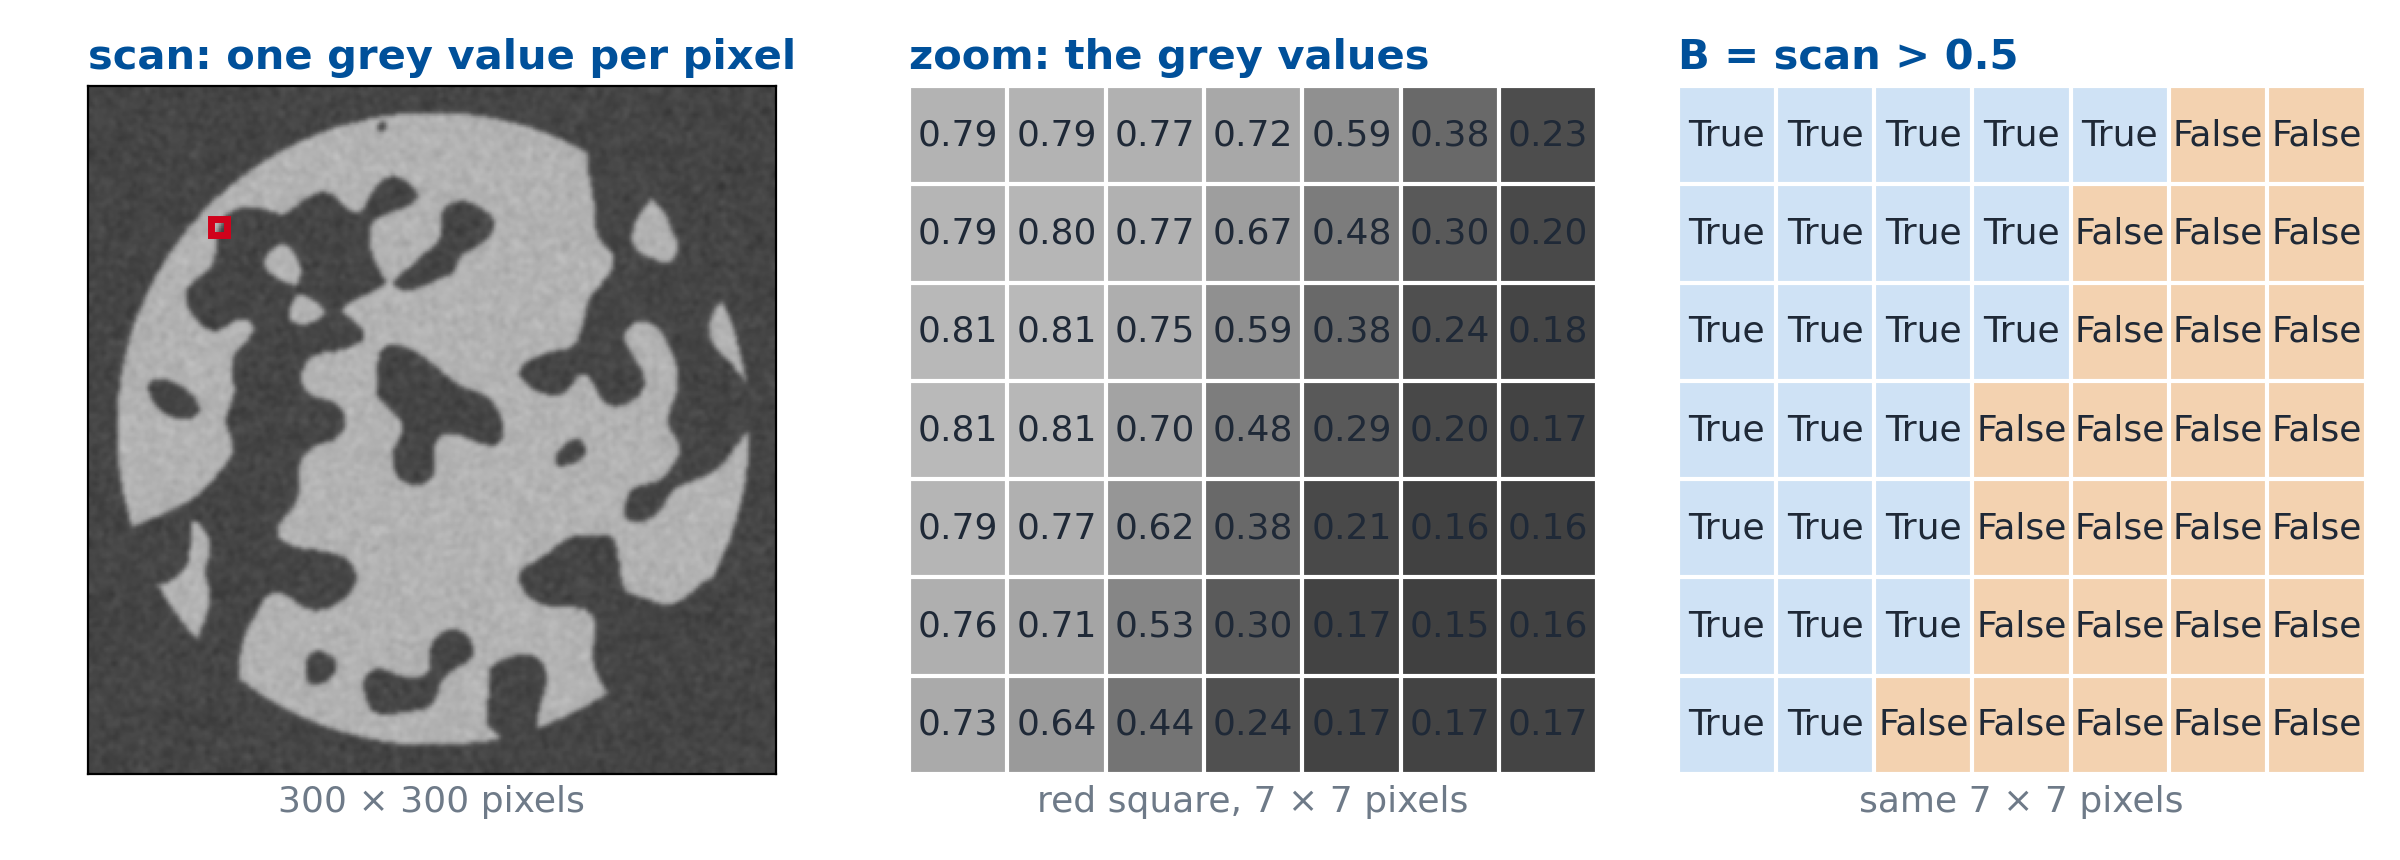 scan: one grey value per pixel
zoom: the grey values
B = scan > 0.5
0.79 0.79 0.77 0.72 0.59 0.38 0.23
0.79 0.80 0.77 0.67 0.48 0.30 0.20
0.81 0.81 0.75 0.59 0.38 0.24 0.18
0.81 0.81 0.70 0.48 0.29 0.20 0.17
0.79 0.77 0.62 0.38 0.21 0.16 0.16
0.76 0.71 0.53 0.30 0.17 0.15 0.16
0.73 0.64 0.44 0.24 0.17 0.17 0.17
True True True True True False False
True True True True False False False
True True True True False False False
True True True False False False False
True True True False False False False
True True True False False False False
True True False False False False False
300 × 300 pixels
red square, 7 × 7 pixels
same 7 × 7 pixels